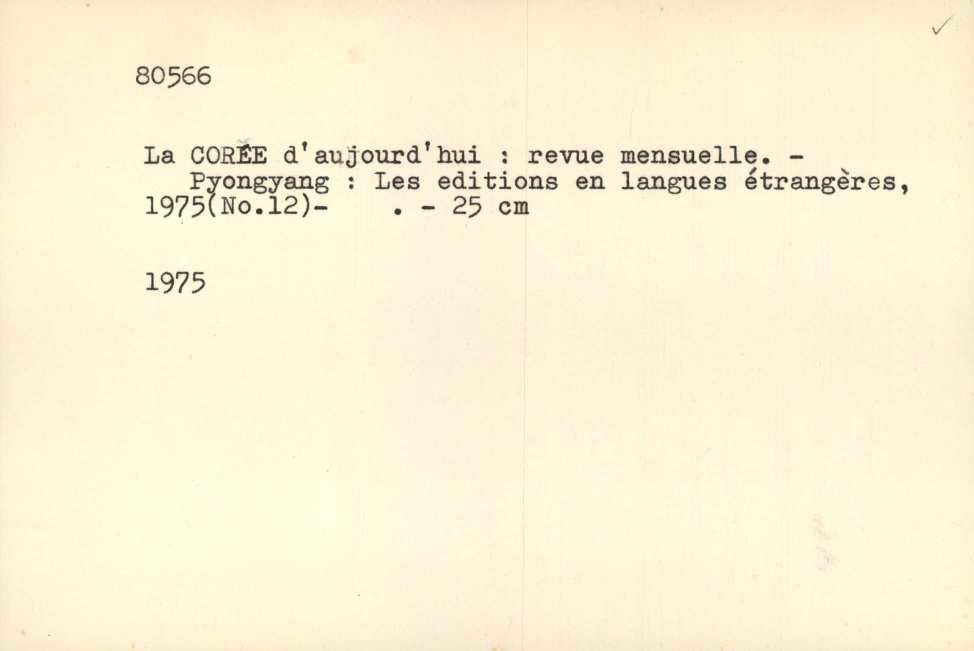 80566
La CORÉE d'aujourd'hui : revue mensuelle. -
Pyongyang : Les editions en langues étrangères,
1975(No.12)-    . - 25 cm
1975